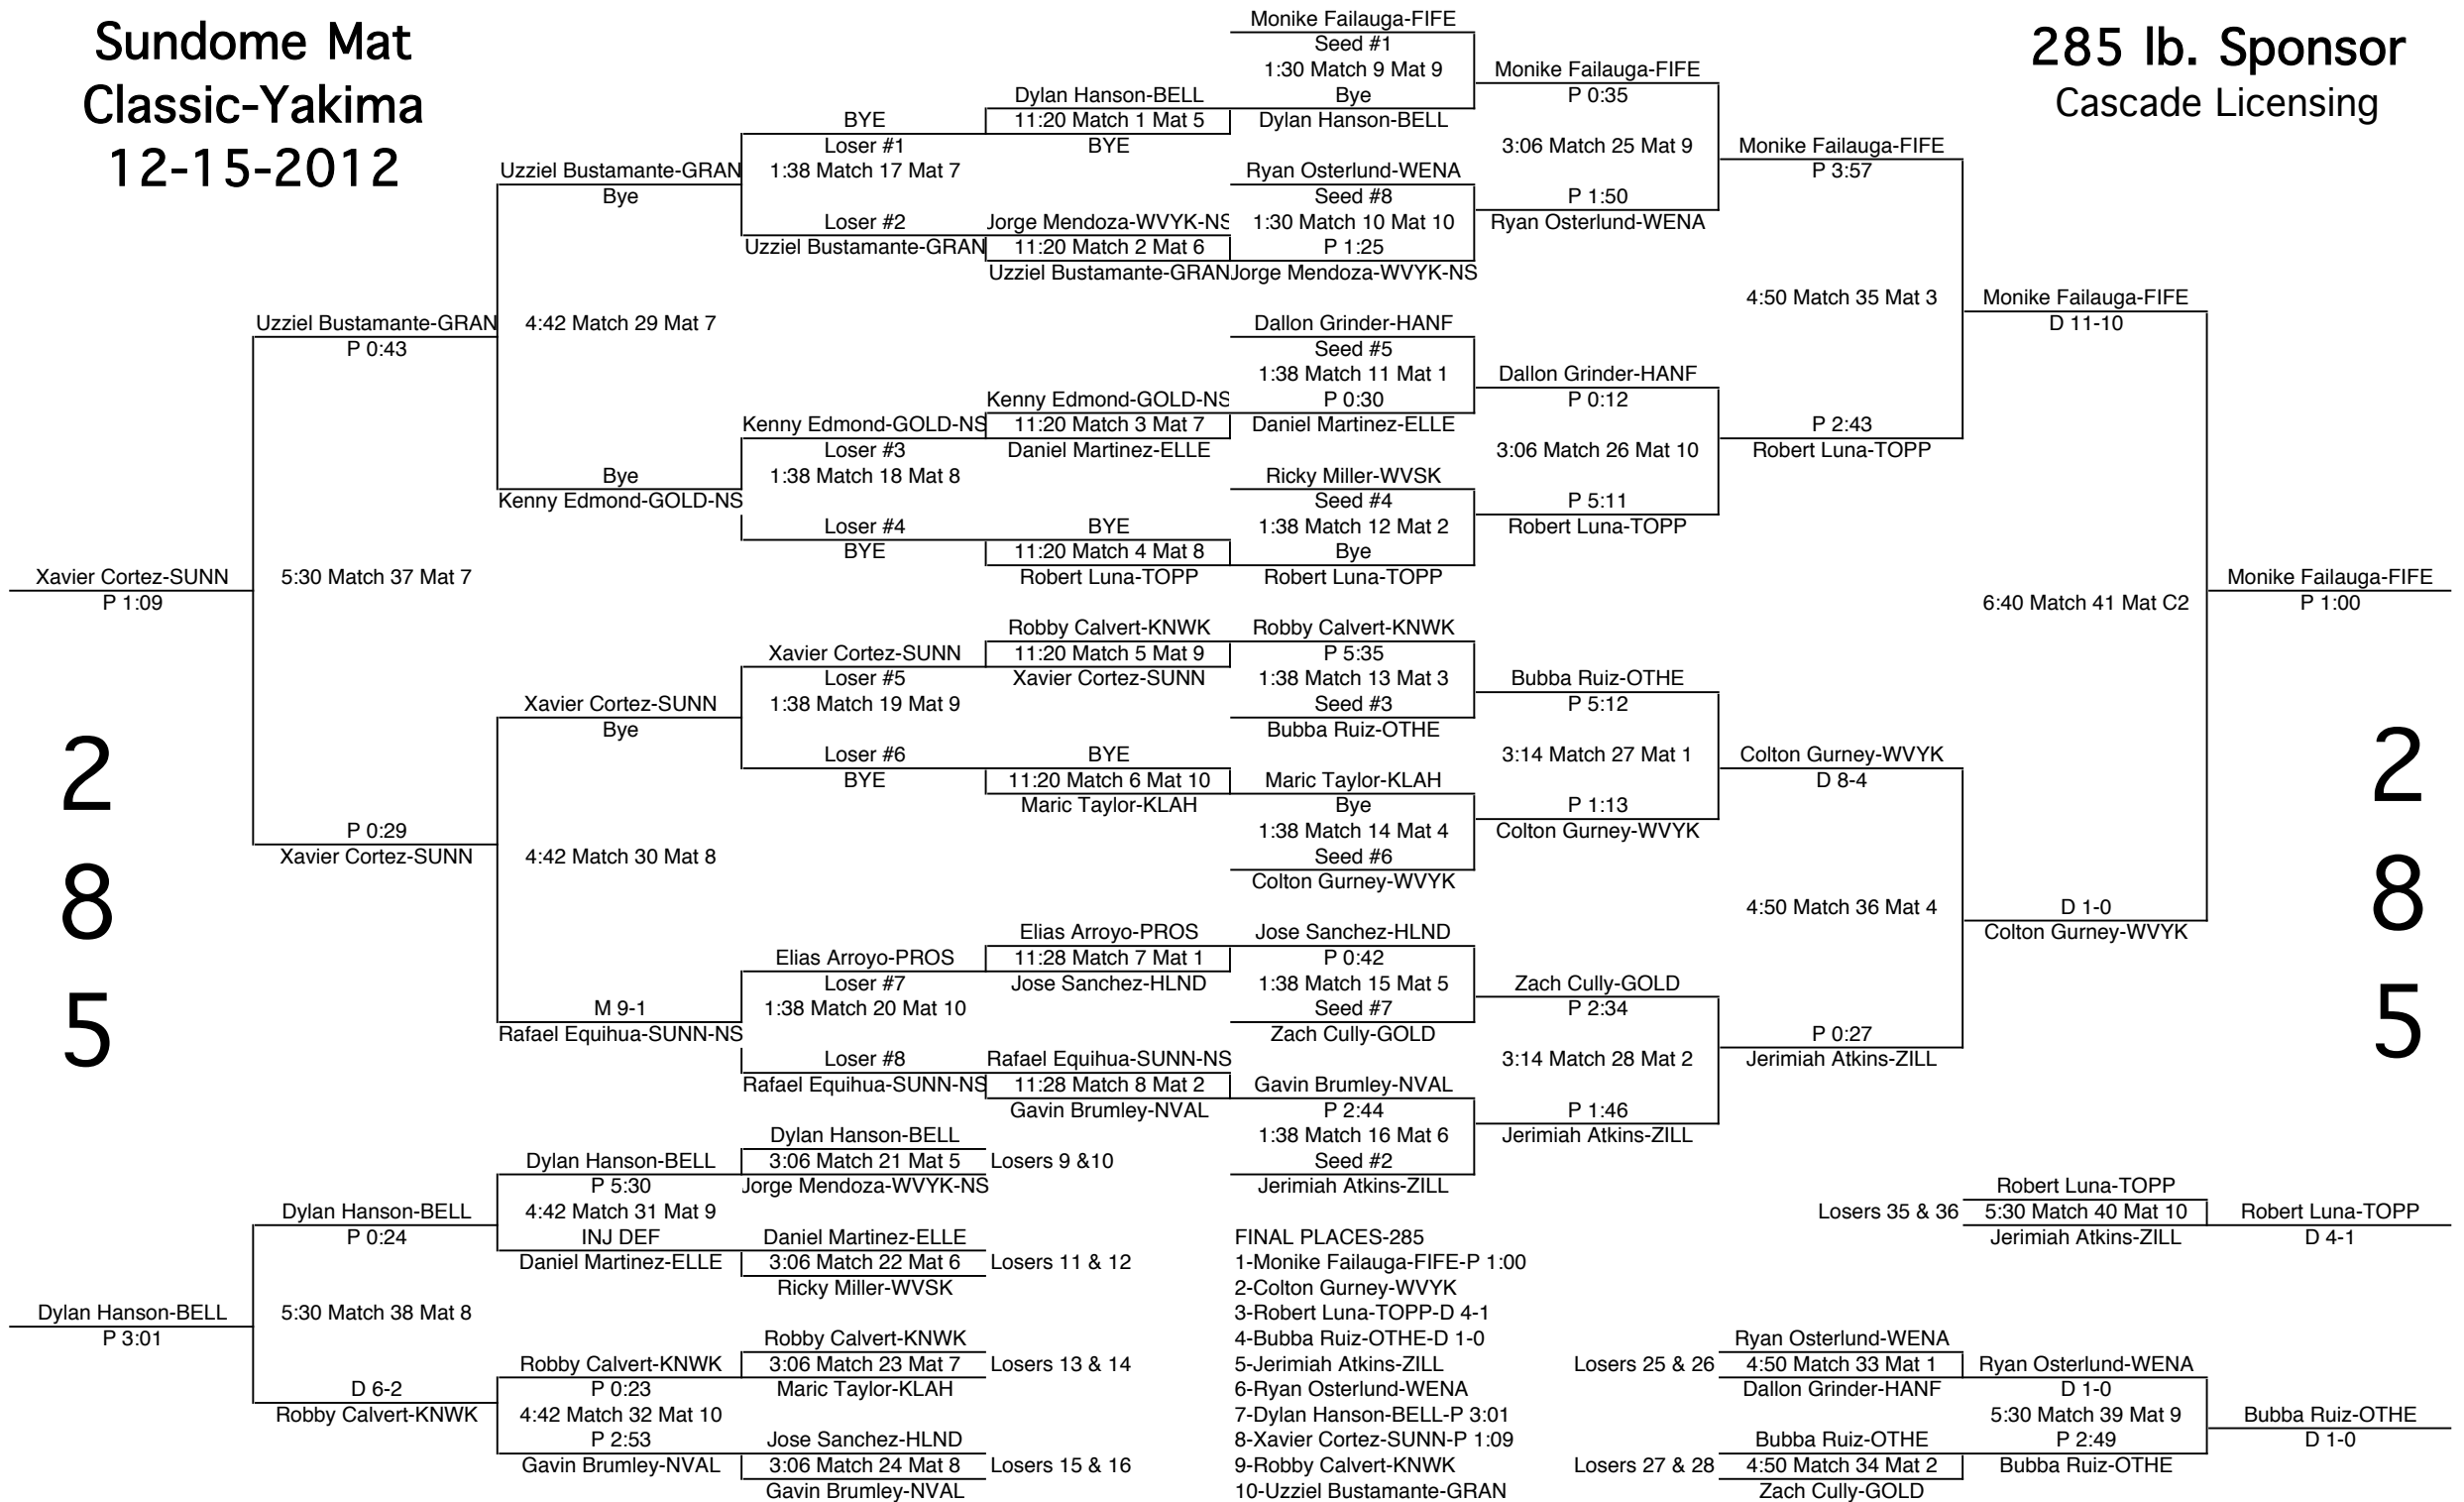 Sundome Mat
Classic-Yakima
12-15-2012
285 lb. Sponsor
Cascade Licensing
Monike Failauga-FIFE
Seed #1
1:30 Match 9 Mat 9
Bye
Dylan Hanson-BELL
Monike Failauga-FIFE
P 0:35
3:06 Match 25 Mat 9
P 1:50
Ryan Osterlund-WENA
Monike Failauga-FIFE
P 3:57
Dylan Hanson-BELL
11:20 Match 1 Mat 5
BYE
BYE
Loser #1
1:38 Match 17 Mat 7
Loser #2
Uzziel Bustamante-GRAN
Uzziel Bustamante-GRAN
Bye
Jorge Mendoza-WVYK-NS
11:20 Match 2 Mat 6
Uzziel Bustamante-GRAN
Ryan Osterlund-WENA
Seed #8
1:30 Match 10 Mat 10
P 1:25
Jorge Mendoza-WVYK-NS
4:50 Match 35 Mat 3
Monike Failauga-FIFE
D 11-10
Uzziel Bustamante-GRAN
P 0:43
4:42 Match 29 Mat 7
Dallon Grinder-HANF
Seed #5
1:38 Match 11 Mat 1
P 0:30
Daniel Martinez-ELLE
Dallon Grinder-HANF
P 0:12
3:06 Match 26 Mat 10
P 5:11
Robert Luna-TOPP
P 2:43
Robert Luna-TOPP
Kenny Edmond-GOLD-NS
11:20 Match 3 Mat 7
Daniel Martinez-ELLE
Kenny Edmond-GOLD-NS
Loser #3
1:38 Match 18 Mat 8
Loser #4
BYE
Bye
Kenny Edmond-GOLD-NS
Ricky Miller-WVSK
Seed #4
1:38 Match 12 Mat 2
Bye
Robert Luna-TOPP
BYE
11:20 Match 4 Mat 8
Robert Luna-TOPP
Xavier Cortez-SUNN
P 1:09
5:30 Match 37 Mat 7
6:40 Match 41 Mat C2
Monike Failauga-FIFE
P 1:00
Robby Calvert-KNWK
11:20 Match 5 Mat 9
Xavier Cortez-SUNN
Robby Calvert-KNWK
P 5:35
1:38 Match 13 Mat 3
Seed #3
Bubba Ruiz-OTHE
Xavier Cortez-SUNN
Loser #5
1:38 Match 19 Mat 9
Loser #6
BYE
Xavier Cortez-SUNN
Bye
Bubba Ruiz-OTHE
P 5:12
3:14 Match 27 Mat 1
P 1:13
Colton Gurney-WVYK
Colton Gurney-WVYK
D 8-4
BYE
11:20 Match 6 Mat 10
Maric Taylor-KLAH
Maric Taylor-KLAH
Bye
1:38 Match 14 Mat 4
Seed #6
Colton Gurney-WVYK
P 0:29
Xavier Cortez-SUNN
4:42 Match 30 Mat 8
4:50 Match 36 Mat 4
D 1-0
Colton Gurney-WVYK
2
8
5
2
8
5
Elias Arroyo-PROS
11:28 Match 7 Mat 1
Jose Sanchez-HLND
Jose Sanchez-HLND
P 0:42
1:38 Match 15 Mat 5
Seed #7
Zach Cully-GOLD
Elias Arroyo-PROS
Loser #7
1:38 Match 20 Mat 10
Loser #8
Rafael Equihua-SUNN-NS
M 9-1
Rafael Equihua-SUNN-NS
Zach Cully-GOLD
P 2:34
3:14 Match 28 Mat 2
P 1:46
Jerimiah Atkins-ZILL
P 0:27
Jerimiah Atkins-ZILL
Rafael Equihua-SUNN-NS
11:28 Match 8 Mat 2
Gavin Brumley-NVAL
Gavin Brumley-NVAL
P 2:44
1:38 Match 16 Mat 6
Seed #2
Jerimiah Atkins-ZILL
Dylan Hanson-BELL
3:06 Match 21 Mat 5
Jorge Mendoza-WVYK-NS
Losers 9 &10
Dylan Hanson-BELL
P 5:30
4:42 Match 31 Mat 9
INJ DEF
Daniel Martinez-ELLE
Dylan Hanson-BELL
P 0:24
Daniel Martinez-ELLE
3:06 Match 22 Mat 6
Ricky Miller-WVSK
Losers 11 & 12
Dylan Hanson-BELL
P 3:01
5:30 Match 38 Mat 8
Robby Calvert-KNWK
3:06 Match 23 Mat 7
Maric Taylor-KLAH
Losers 13 & 14
Robby Calvert-KNWK
P 0:23
4:42 Match 32 Mat 10
P 2:53
Gavin Brumley-NVAL
D 6-2
Robby Calvert-KNWK
Jose Sanchez-HLND
3:06 Match 24 Mat 8
Gavin Brumley-NVAL
Losers 15 & 16
FINAL PLACES-285
1-Monike Failauga-FIFE-P 1:00
2-Colton Gurney-WVYK
3-Robert Luna-TOPP-D 4-1
4-Bubba Ruiz-OTHE-D 1-0
5-Jerimiah Atkins-ZILL
6-Ryan Osterlund-WENA
7-Dylan Hanson-BELL-P 3:01
8-Xavier Cortez-SUNN-P 1:09
9-Robby Calvert-KNWK
10-Uzziel Bustamante-GRAN
Losers 35 & 36
Robert Luna-TOPP
5:30 Match 40 Mat 10
Jerimiah Atkins-ZILL
Robert Luna-TOPP
D 4-1
Losers 25 & 26
Ryan Osterlund-WENA
4:50 Match 33 Mat 1
Dallon Grinder-HANF
Ryan Osterlund-WENA
D 1-0
5:30 Match 39 Mat 9
P 2:49
Bubba Ruiz-OTHE
Bubba Ruiz-OTHE
D 1-0
Losers 27 & 28
Bubba Ruiz-OTHE
4:50 Match 34 Mat 2
Zach Cully-GOLD